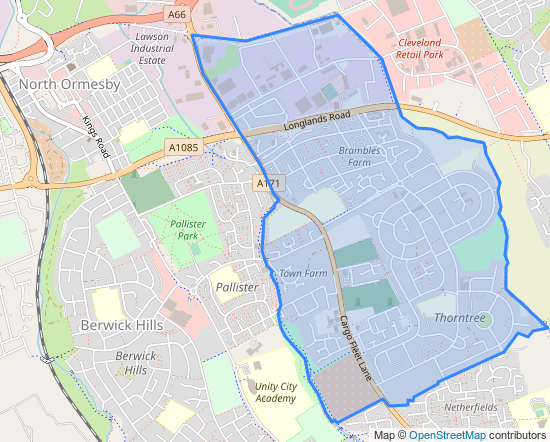 A66
Lawson
Industrial
Estate
Cleveland
Retail Park
North Ormesby
Kings Road
Longlands Road
A1085
Brambles
Farm
A171
Pallister
Park
Town Farm
Pallister
Cargo Fleet Lane
Thorntree
Berwick Hills
Berwick
Hills
Unity City
Academy
Netherfields
Map © OpenStreetMap contributors